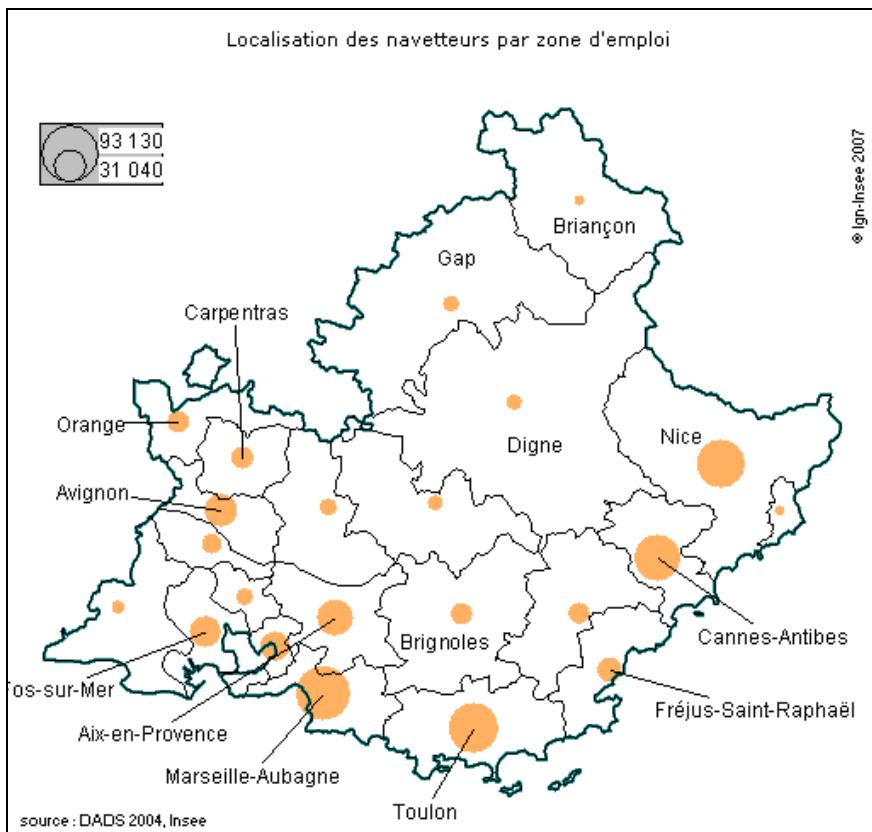 Localisation des navetteurs par zone d'emploi
93 130
31 040
© Ign-Insee 2007
Briançon
Gap
Carpentras
Orange
Nice
Digne
Avignon
Cannes-Antibes
Brignoles
Fos-sur-Mer
Fréjus-Saint-Raphaël
Aix-en-Provence
Marseille-Aubagne
Toulon
source : DADS 2004, Insee